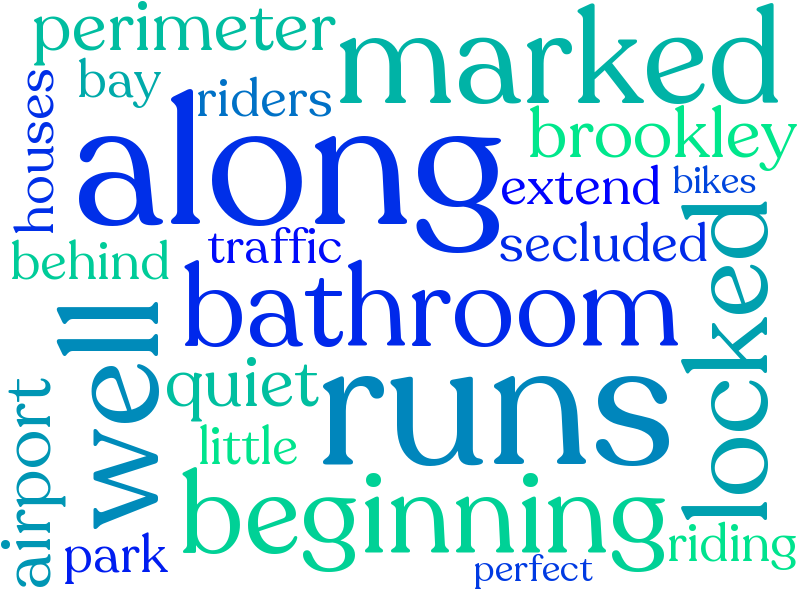 perimeter
marked
bay
riders
houses
along
brookley
extend
bikes
traffic
secluded
behind
locked
bathroom
well
quiet
runs
airport
little
beginning
riding
park
perfect